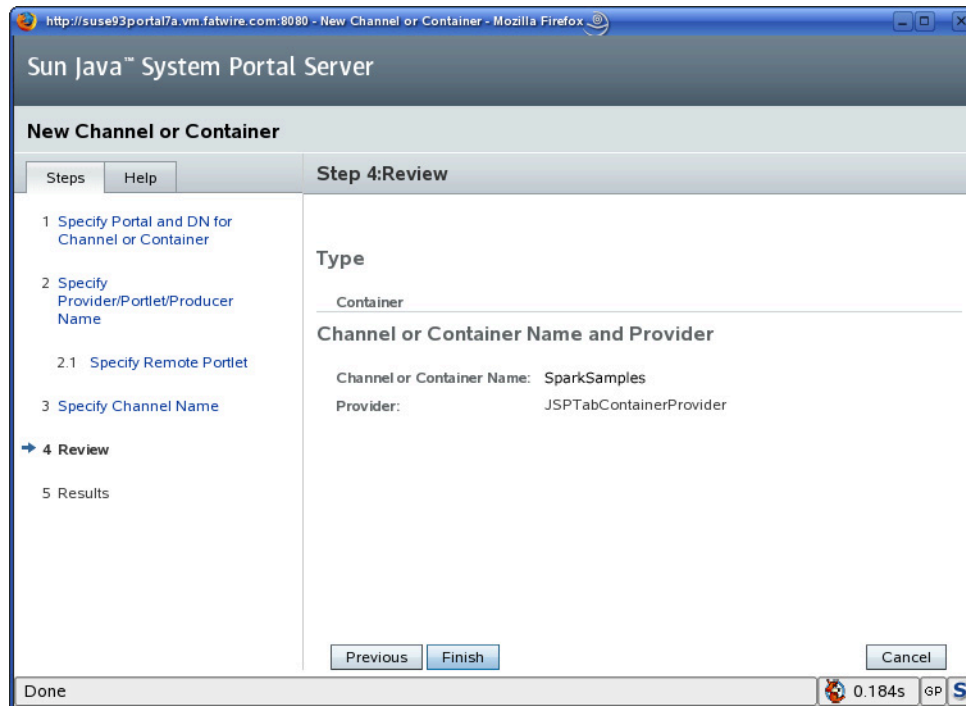 http://suse93portal7a.vm.fatwire.com:8080 - New Channel or Container - Mozilla Firefox
Sun Java™ System Portal Server
New Channel or Container
Steps
Help
1 Specify Portal and DN for
Channel or Container
2 Specify
Provider/Portlet/Producer
Name
2.1 Specify Remote Portlet
3 Specify Channel Name
4 Review
5 Results
Step 4:Review
Type
Container
Channel or Container Name and Provider
Channel or Container Name: SparkSamples
Provider: JSPTabContainerProvider
Previous
Finish
Cancel
Done
0.184s
GP
S